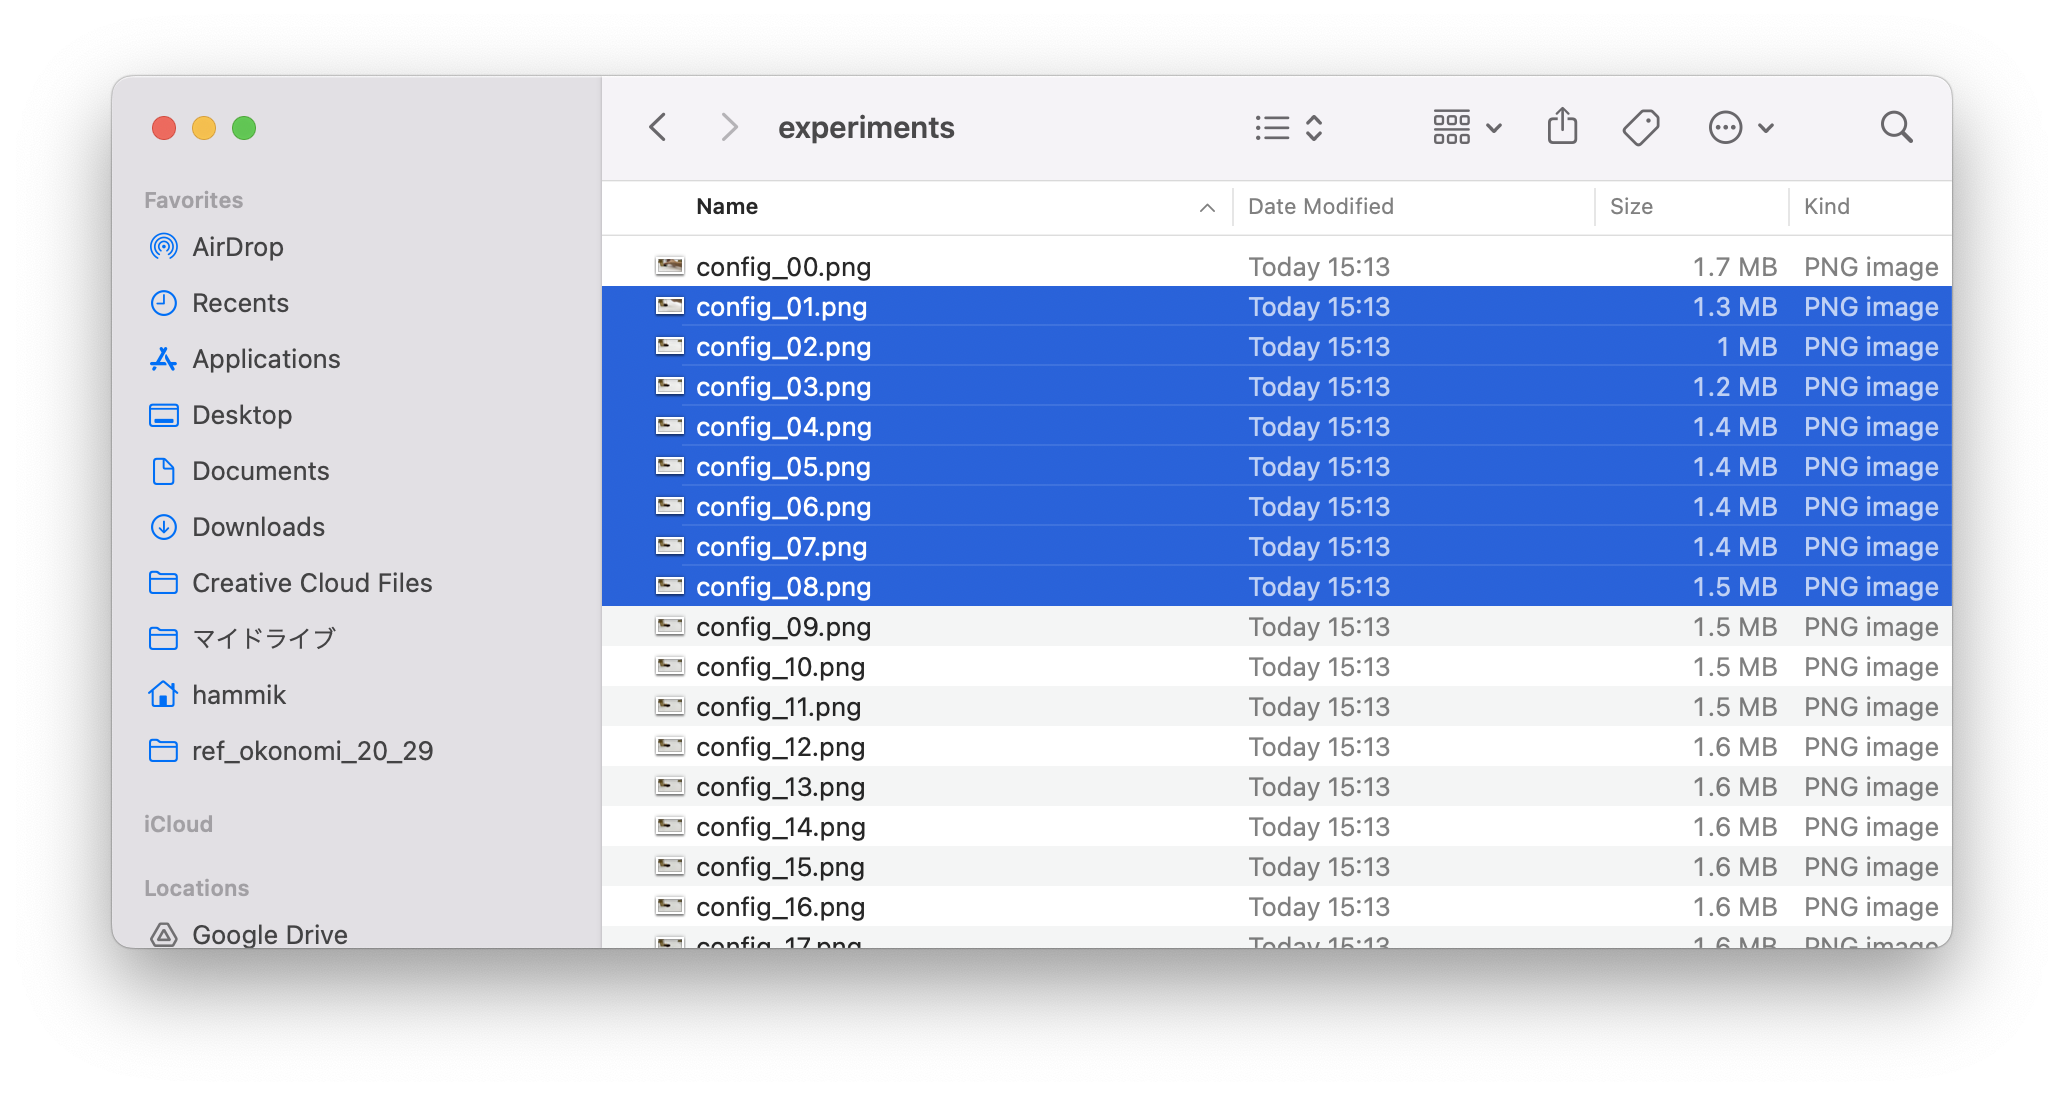 experiments
Favorites
AirDrop
Recents
Applications
Desktop
Documents
Downloads
Creative Cloud Files
マイドライブ
hammik
ref_okonomi_20_29
iCloud
Locations
Google Drive
Name Date Modified Size Kind
config_00.png Today 15:13 1.7 MB PNG image
config_01.png Today 15:13 1.3 MB PNG image
config_02.png Today 15:13 1 MB PNG image
config_03.png Today 15:13 1.2 MB PNG image
config_04.png Today 15:13 1.4 MB PNG image
config_05.png Today 15:13 1.4 MB PNG image
config_06.png Today 15:13 1.4 MB PNG image
config_07.png Today 15:13 1.4 MB PNG image
config_08.png Today 15:13 1.5 MB PNG image
config_09.png Today 15:13 1.5 MB PNG image
config_10.png Today 15:13 1.5 MB PNG image
config_11.png Today 15:13 1.5 MB PNG image
config_12.png Today 15:13 1.6 MB PNG image
config_13.png Today 15:13 1.6 MB PNG image
config_14.png Today 15:13 1.6 MB PNG image
config_15.png Today 15:13 1.6 MB PNG image
config_16.png Today 15:13 1.6 MB PNG image
config_17.png Today 15:13 1.6 MB PNG image